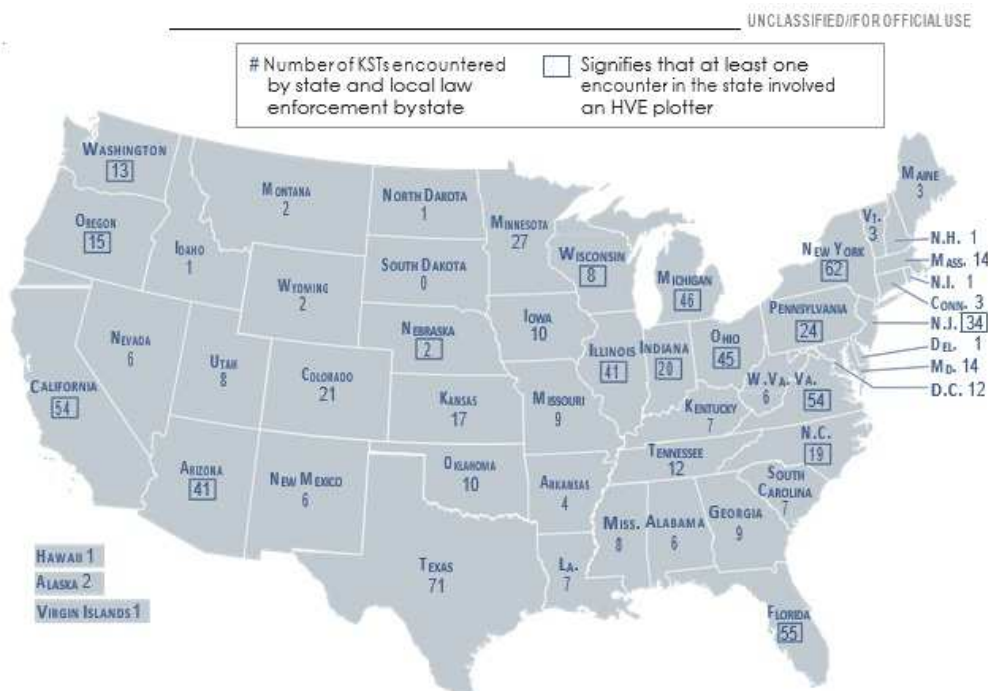 UNCLASSIFIED//FOR OFFICIAL USE
# Number of KSTs encountered
by state and local law
enforcement by state
Signifies that at least one
encounter in the state involved
an HVE plotter
WASHINGTON
13
OREGON
15
IDAHO
1
MONTANA
2
WYOMING
2
NEVADA
6
UTAH
8
CALIFORNIA
54
COLORADO
21
ARIZONA
41
NEW MEXICO
6
NORTH DAKOTA
1
SOUTH DAKOTA
0
NEBRASKA
2
KANSAS
17
OKLAHOMA
10
TEXAS
71
MINNESOTA
27
IOWA
10
MISSOURI
9
ARKANSAS
4
LA.
7
WISCONSIN
8
ILLINOIS
41
MICHIGAN
46
INDIANA
20
OHIO
45
KENTUCKY
7
TENNESSEE
12
MISS.
8
ALABAMA
6
GEORGIA
9
FLORIDA
55
SOUTH
CAROLINA
7
N.C.
19
W.VA.
6
VA.
54
PENNSYLVANIA
24
NEW YORK
62
VT.
3
MAINE
3
N.H. 1
MASS. 14
N.I. 1
CONN. 3
N.J. 34
DEL. 1
MD. 14
D.C. 12
HAWAII 1
ALASKA 2
VIRGIN ISLANDS 1